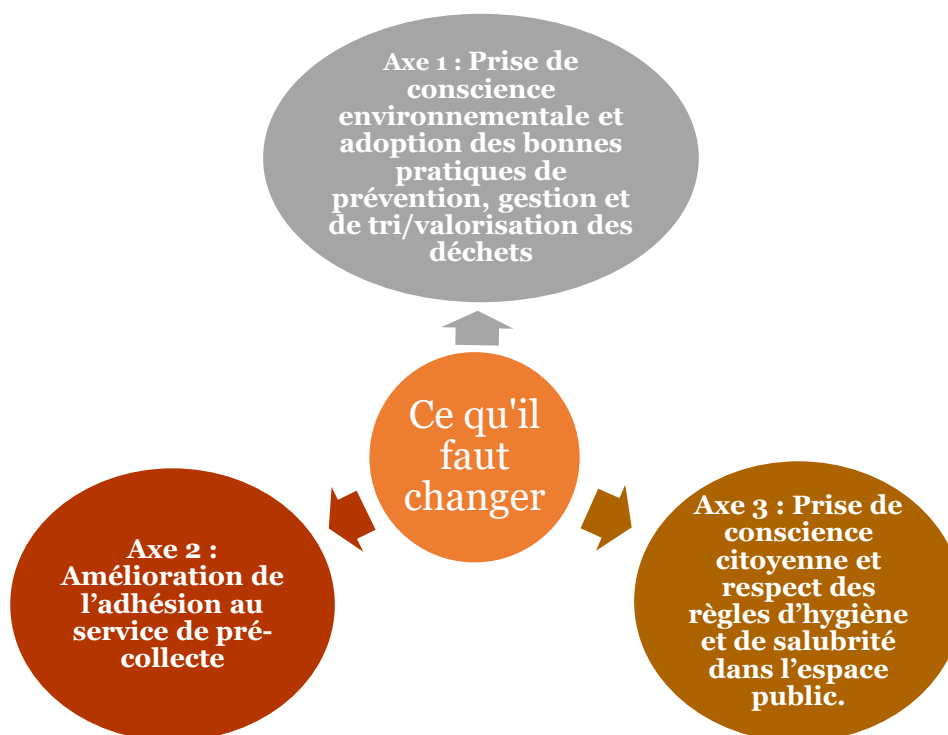 Axe 1 : Prise de
conscience
environnementale et
adoption des bonnes
pratiques de
prévention, gestion et
de tri/valorisation des
déchets
Ce qu'il
faut
changer
Axe 2 :
Amélioration de
l’adhésion au
service de pré-
collecte
Axe 3 : Prise de
conscience
citoyenne et
respect des
règles d’hygiène
et de salubrité
dans l’espace
public.